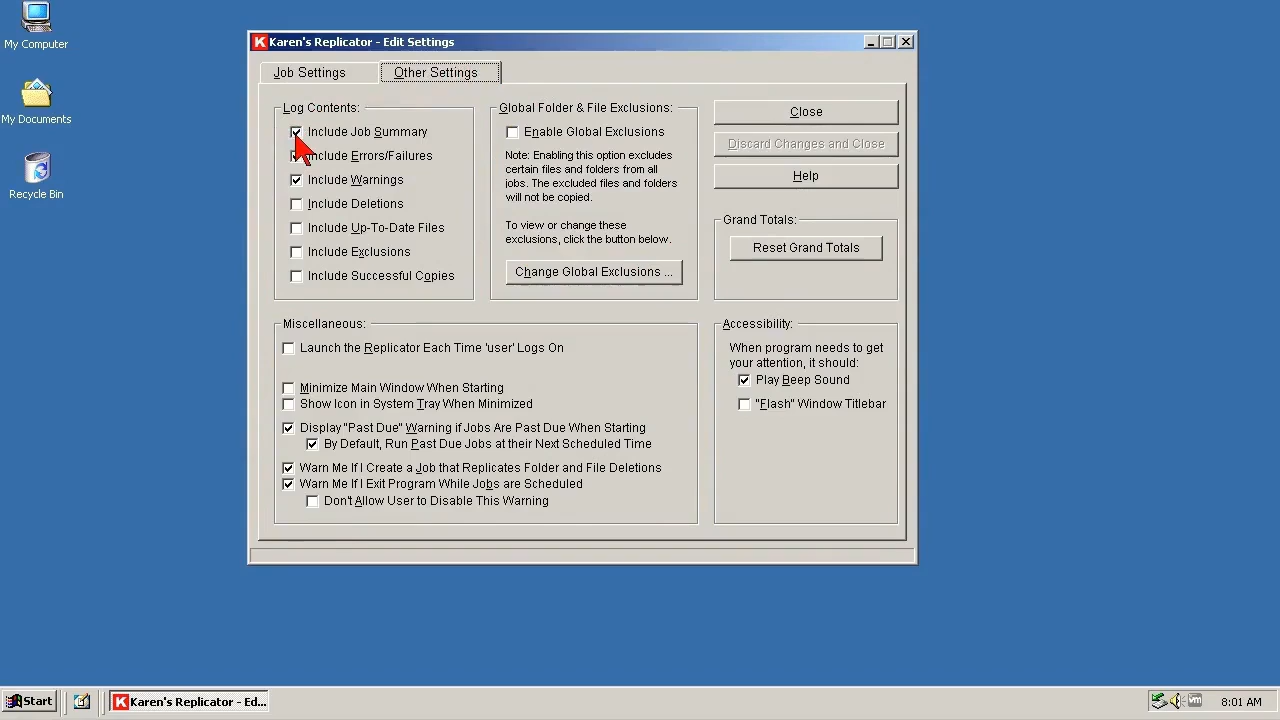 My Computer
My Documents
Recycle Bin
K Karen's Replicator - Edit Settings
Job Settings
Other Settings
Log Contents:
Include Job Summary
Include Errors/Failures
Include Warnings
Include Deletions
Include Up-To-Date Files
Include Exclusions
Include Successful Copies
Global Folder & File Exclusions:
Enable Global Exclusions
Note: Enabling this option excludes
certain files and folders from all
jobs. The excluded files and folders
will not be copied.
To view or change these
exclusions, click the button below.
Change Global Exclusions ...
Close
Discard Changes and Close
Help
Grand Totals:
Reset Grand Totals
Miscellaneous:
Launch the Replicator Each Time 'user' Logs On
Minimize Main Window When Starting
Show Icon in System Tray When Minimized
Display "Past Due" Warning if Jobs Are Past Due When Starting
By Default, Run Past Due Jobs at their Next Scheduled Time
Warn Me If I Create a Job that Replicates Folder and File Deletions
Warn Me If I Exit Program While Jobs are Scheduled
Don't Allow User to Disable This Warning
Accessibility:
When program needs to get
your attention, it should:
Play Beep Sound
"Flash" Window Titlebar
Start
K Karen's Replicator - Ed...
vm
8:01 AM